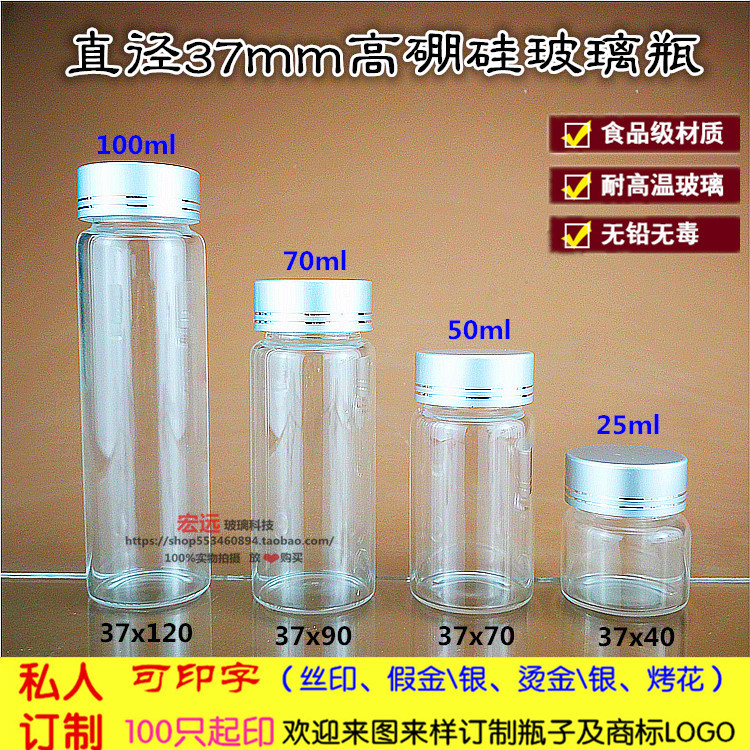 直径37mm高硼硅玻璃瓶
100ml
食品级材质
耐高温玻璃
无铅无毒
70ml
50ml
25ml
宏远 玻璃科技
https://shop553460894.taobao.com/
100%实物拍摄 放❤购买
37x120
37x90
37x70
37x40
私人订制
可印字（丝印、假金\银、烫金\银、烤花）
100只起印 欢迎来图来样订制瓶子及商标LOGO